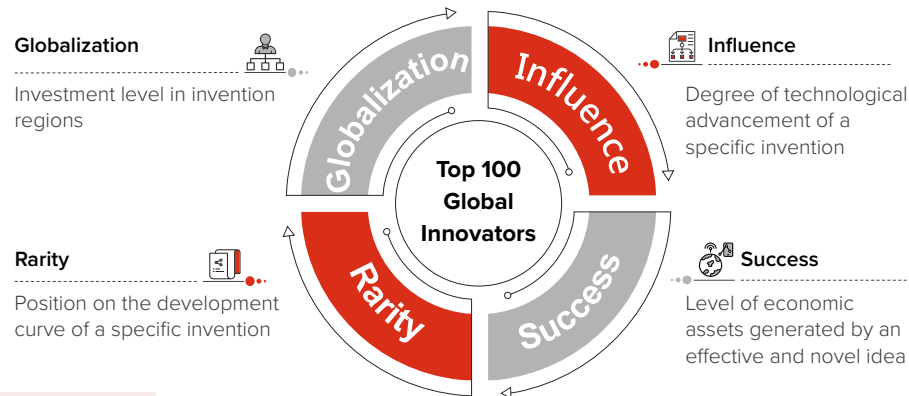 Globalization
Investment level in invention
regions
Influence
Degree of technological
advancement of a
specific invention
Globalization
Influence
Top 100
Global
Innovators
Rarity
Success
Rarity
Position on the development
curve of a specific invention
Success
Level of economic
assets generated by an
effective and novel idea